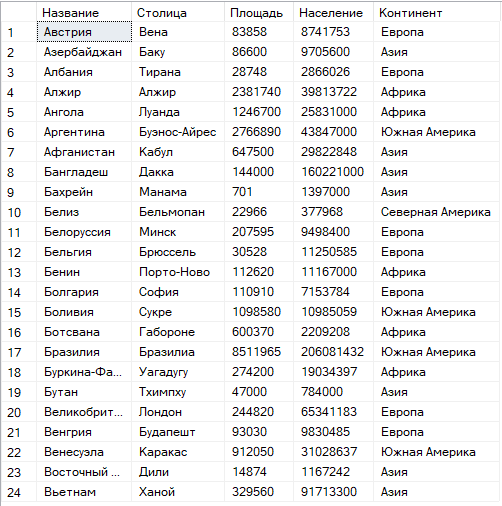 Название Столица Площадь Население Континент
1 Австрия Вена 83858 8741753 Европа
2 Азербайджан Баку 86600 9705600 Азия
3 Албания Тирана 28748 2866026 Европа
4 Алжир Алжир 2381740 39813722 Африка
5 Ангола Луанда 1246700 25831000 Африка
6 Аргентина Буэнос-Айрес 2766890 43847000 Южная Америка
7 Афганистан Кабул 647500 29822848 Азия
8 Бангладеш Дакка 144000 160221000 Азия
9 Бахрейн Манама 701 1397000 Азия
10 Белиз Бельмопан 22966 377968 Северная Америка
11 Белоруссия Минск 207595 9498400 Европа
12 Бельгия Брюссель 30528 11250585 Европа
13 Бенин Порто-Ново 112620 11167000 Африка
14 Болгария София 110910 7153784 Европа
15 Боливия Сукре 1098580 10985059 Южная Америка
16 Ботсвана Габороне 600370 2209208 Африка
17 Бразилия Бразилиа 8511965 206081432 Южная Америка
18 Буркина-Фа... Уагадугу 274200 19034397 Африка
19 Бутан Тхимпху 47000 784000 Азия
20 Великобрит... Лондон 244820 65341183 Европа
21 Венгрия Будапешт 93030 9830485 Европа
22 Венесуэла Каракас 912050 31028637 Южная Америка
23 Восточный ... Дили 14874 1167242 Азия
24 Вьетнам Ханой 329560 91713300 Азия